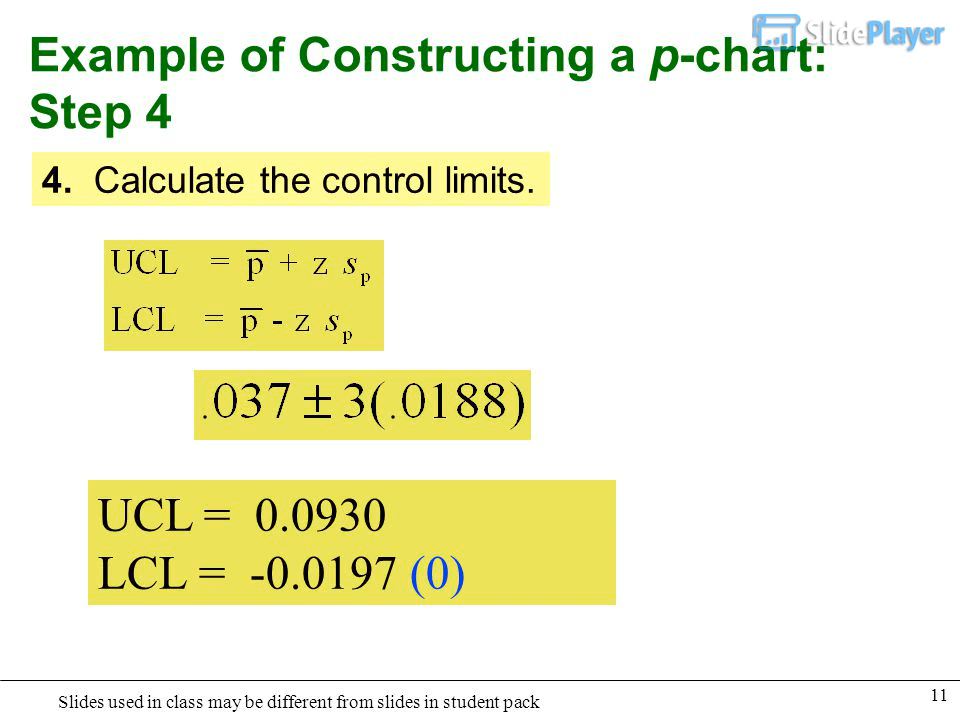 SlidePlayer
Example of Constructing a p-chart:
Step 4
4. Calculate the control limits.
UCL = p̅ + z sₚ
LCL = p̅ - z sₚ
.037 ± 3(.0188)
UCL = 0.0930
LCL = -0.0197 (0)
Slides used in class may be different from slides in student pack
11